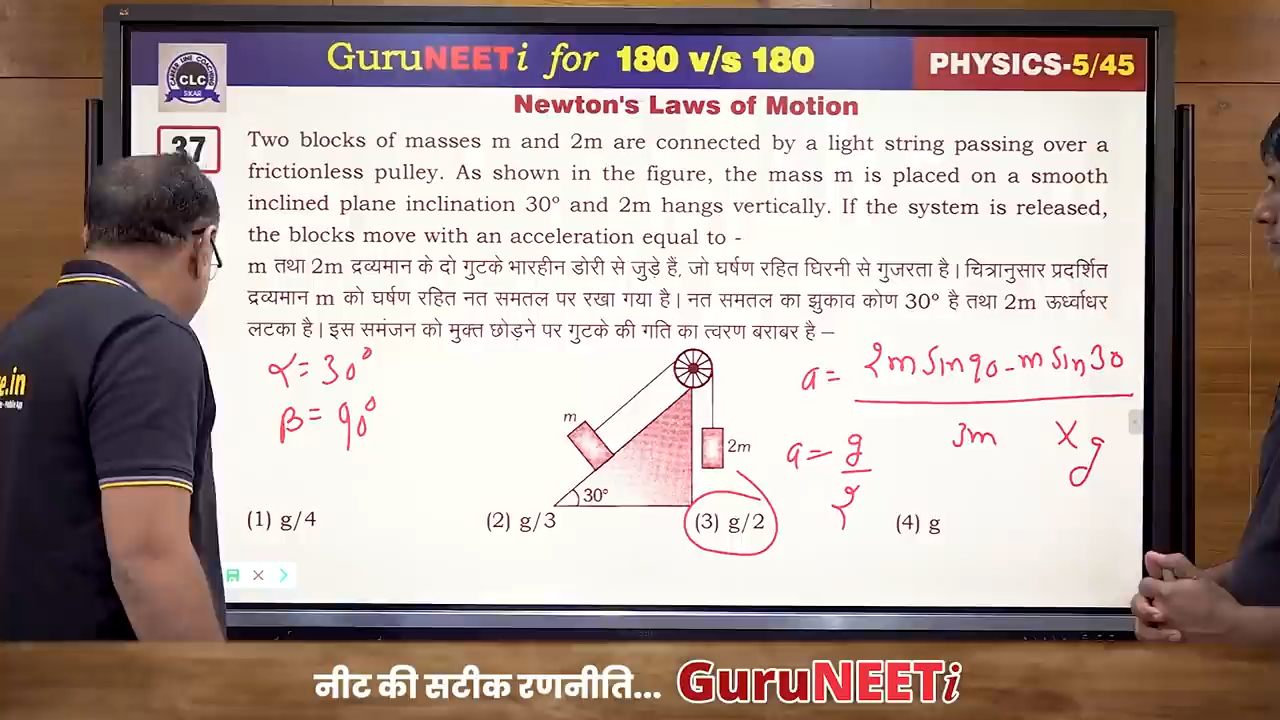 GuruNEETi for 180 v/s 180
PHYSICS-5/45
CAREER LINE COACHING
CLC
SIKAR
Newton's Laws of Motion
37
Two blocks of masses m and 2m are connected by a light string passing over a
frictionless pulley. As shown in the figure, the mass m is placed on a smooth
inclined plane inclination 30° and 2m hangs vertically. If the system is released,
the blocks move with an acceleration equal to -
m तथा 2m द्रव्यमान के दो गुटके भारहीन डोरी से जुड़े हैं, जो घर्षण रहित घिरनी से गुजरता है। चित्रानुसार प्रदर्शित
द्रव्यमान m को घर्षण रहित नत समतल पर रखा गया है। नत समतल का झुकाव कोण 30° है तथा 2m ऊर्ध्वाधर
लटका है। इस समंजन को मुक्त छोड़ने पर गुटके की गति का त्वरण बराबर है –
α = 30°
β = 90°
m
2m
30°
a = 2m sin 90 - m sin 30
3m × g
a = g
2
(1) g/4
(2) g/3
(3) g/2
(4) g
e.in
नीट की सटीक रणनीति... GuruNEETi